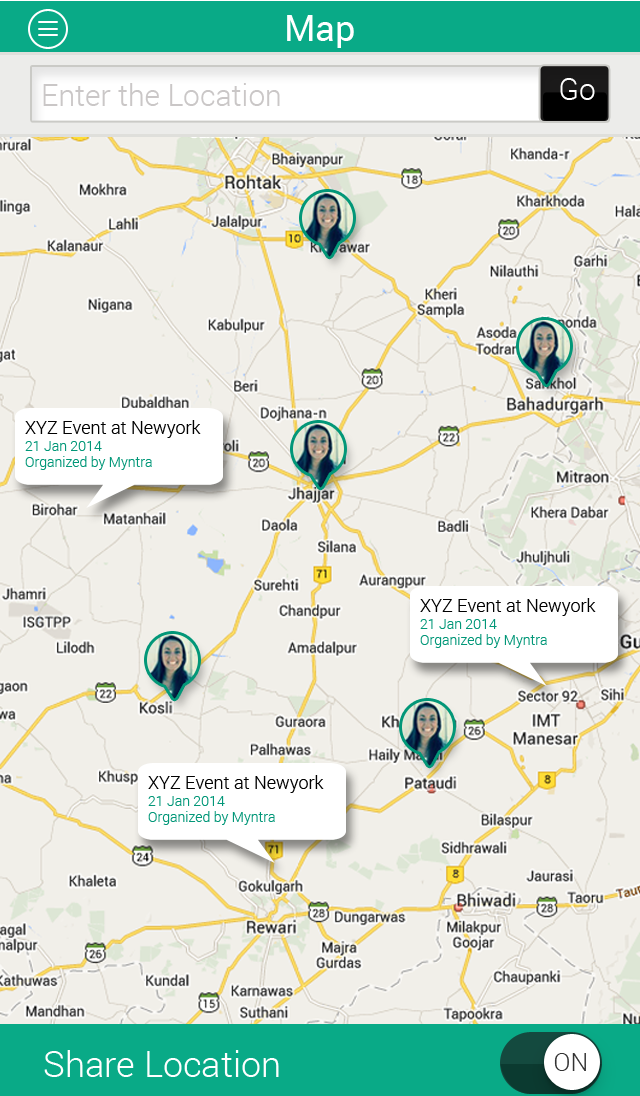 Map
Enter the Location
Go
rural
Bhaiyanpur
Khanda-r
Rohtak
18
Mokhra
linga
Kharkhoda
Lahli
Jalalpur
20
Kalanaur
10
Garhi
Nilauthi
Nigana
Kheri
Sampla
Kabulpur
Asoda
Todran
gat
20
Beri
Sankhol
Bahadurgarh
Dubaldhan
Dojhana-n
XYZ Event at Newyork
21 Jan 2014
Organized by Myntra
22
20
Mitraon
Jhajjar
Birohar
Matanhail
Khera Dabar
Daola
Badli
Silana
Jhuljhuli
71
Surehti
Aurangpur
Jhamri
Chandpur
XYZ Event at Newyork
21 Jan 2014
Organized by Myntra
ISGTPP
Lilodh
Amadalpur
Gu
gaon
22
Sector 92
Sihi
Kosli
wa
Guraora
Kh
26
IMT
Manesar
Palhawas
Haily Ma
Khusp
XYZ Event at Newyork
21 Jan 2014
Organized by Myntra
Pataudi
8
Bilaspur
71
24
Sidhrawali
Khaleta
Gokulgarh
8
Jaurasi
Bhiwadi
Taoru
28
28
Dungarwas
Rewari
Milakpur
Goojar
26
Majra
Gurdas
Kathuwas
Kundal
Chaupanki
Karnawas
15
Suthani
Mandhan
Tapookra
Share Location
ON